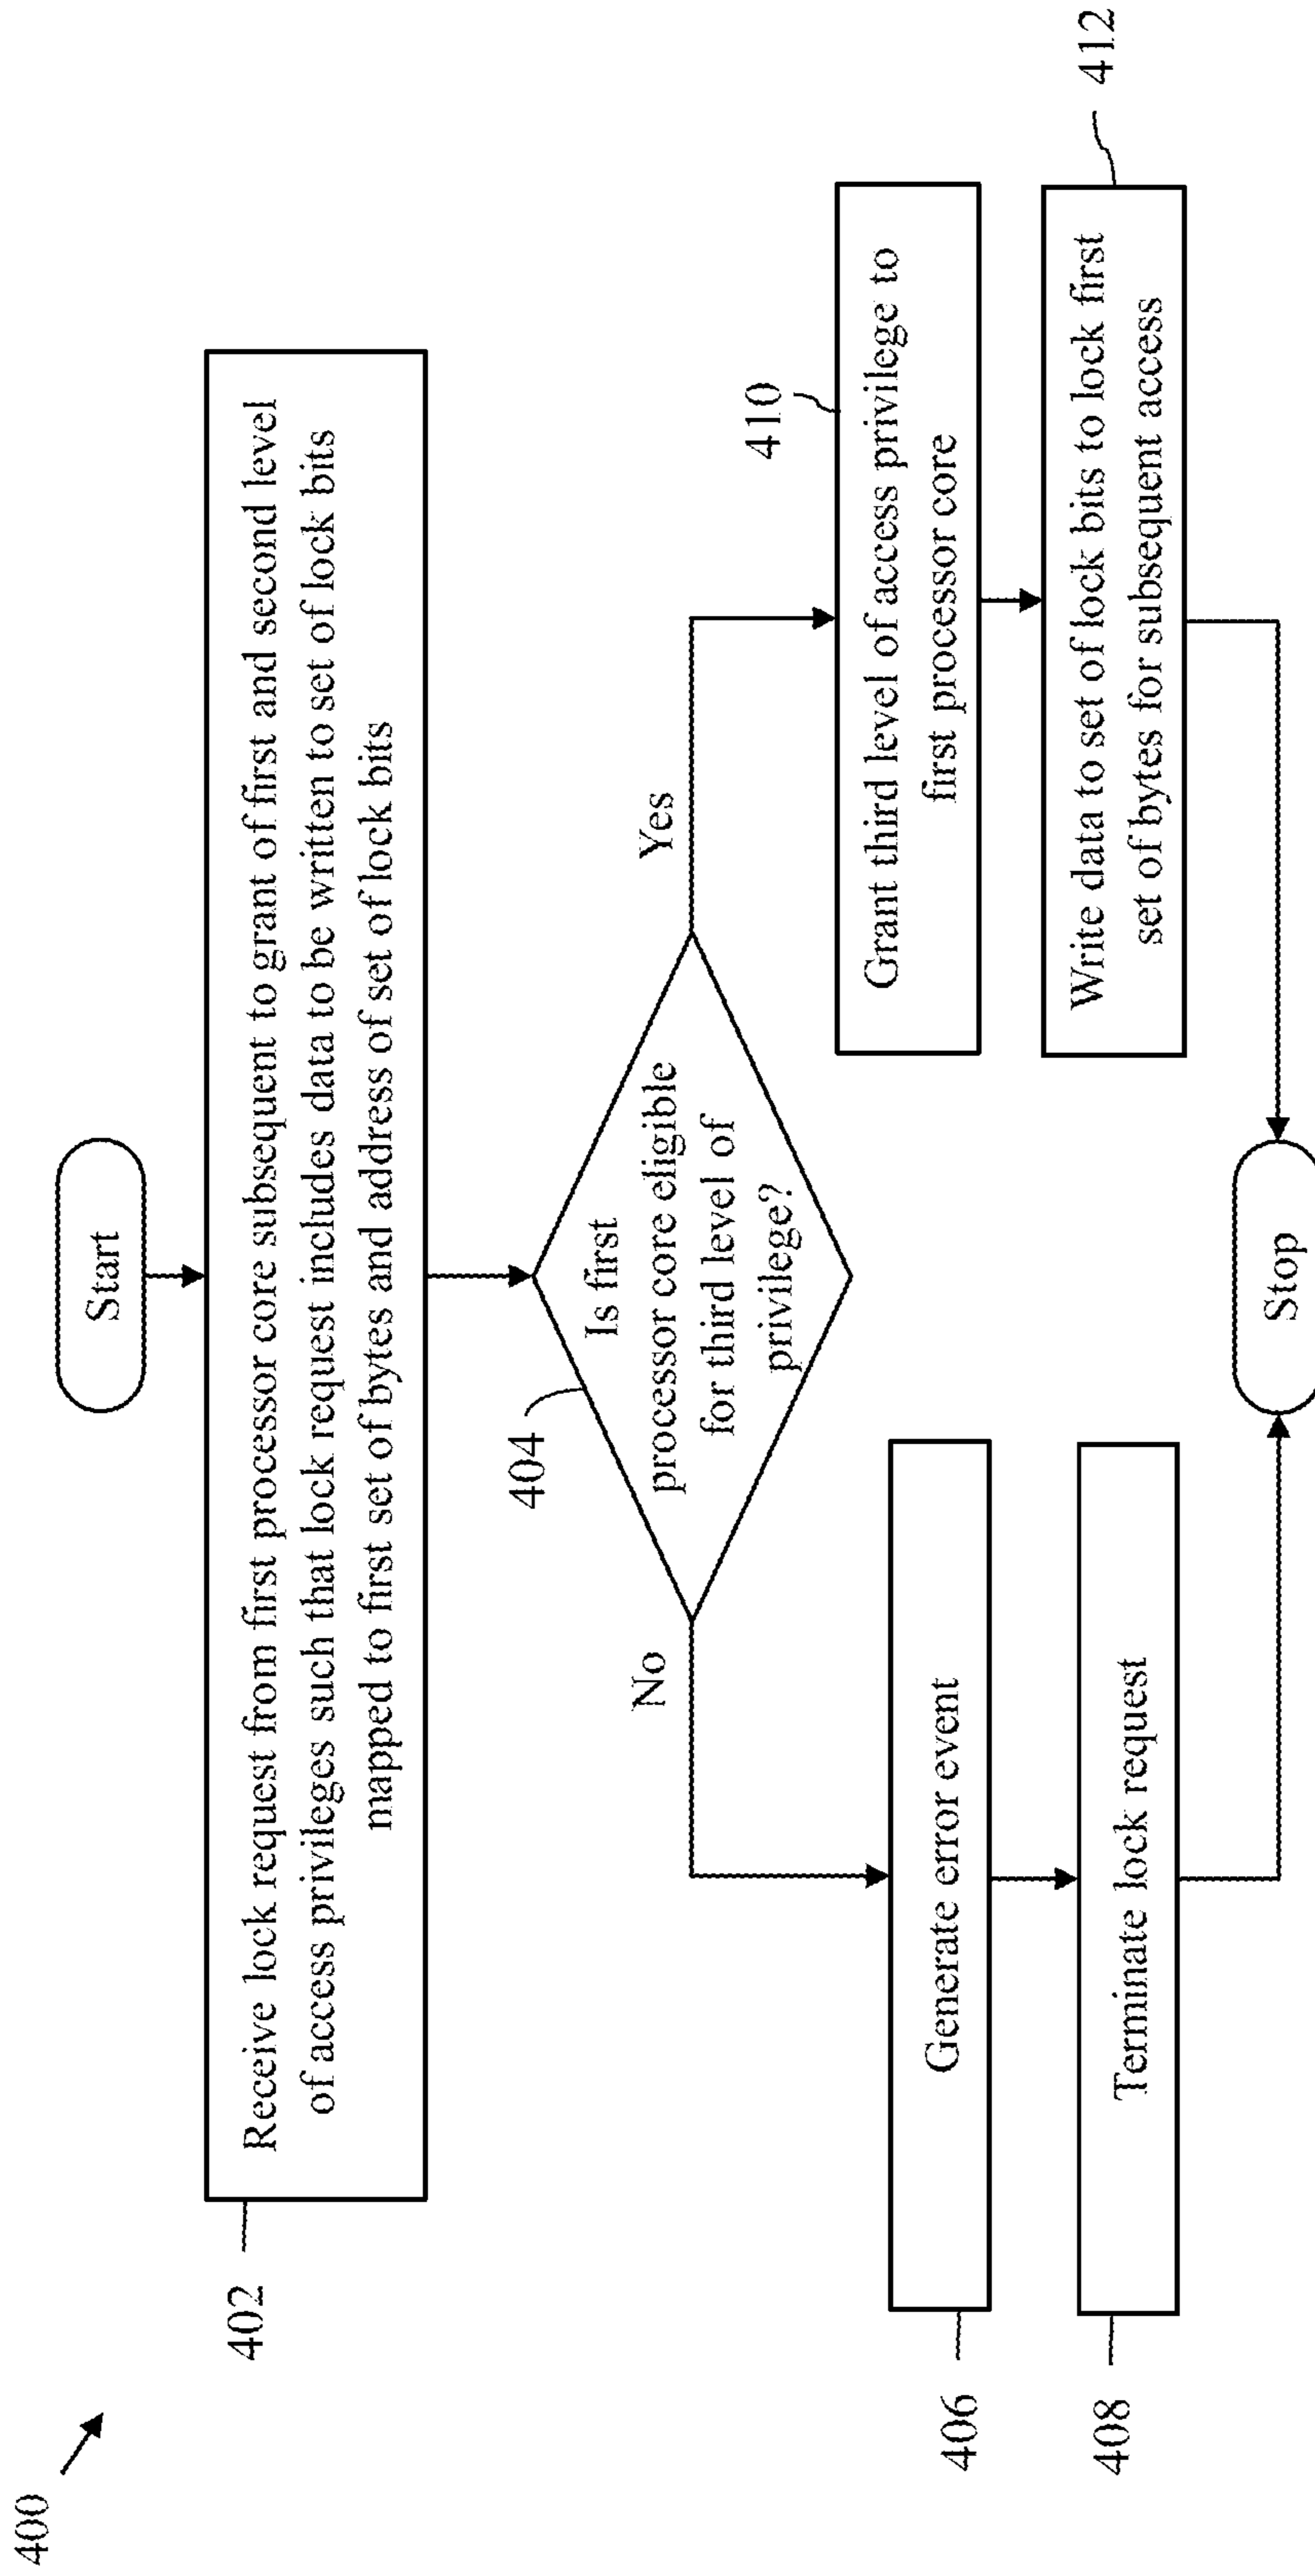 400
Start
402
Receive lock request from first processor core subsequent to grant of first and second level
of access privileges such that lock request includes data to be written to set of lock bits
mapped to first set of bytes and address of set of lock bits
404
Is first
processor core eligible
for third level of
privilege?
No
Yes
406
Generate error event
408
Terminate lock request
410
Grant third level of access privilege to
first processor core
412
Write data to set of lock bits to lock first
set of bytes for subsequent access
Stop